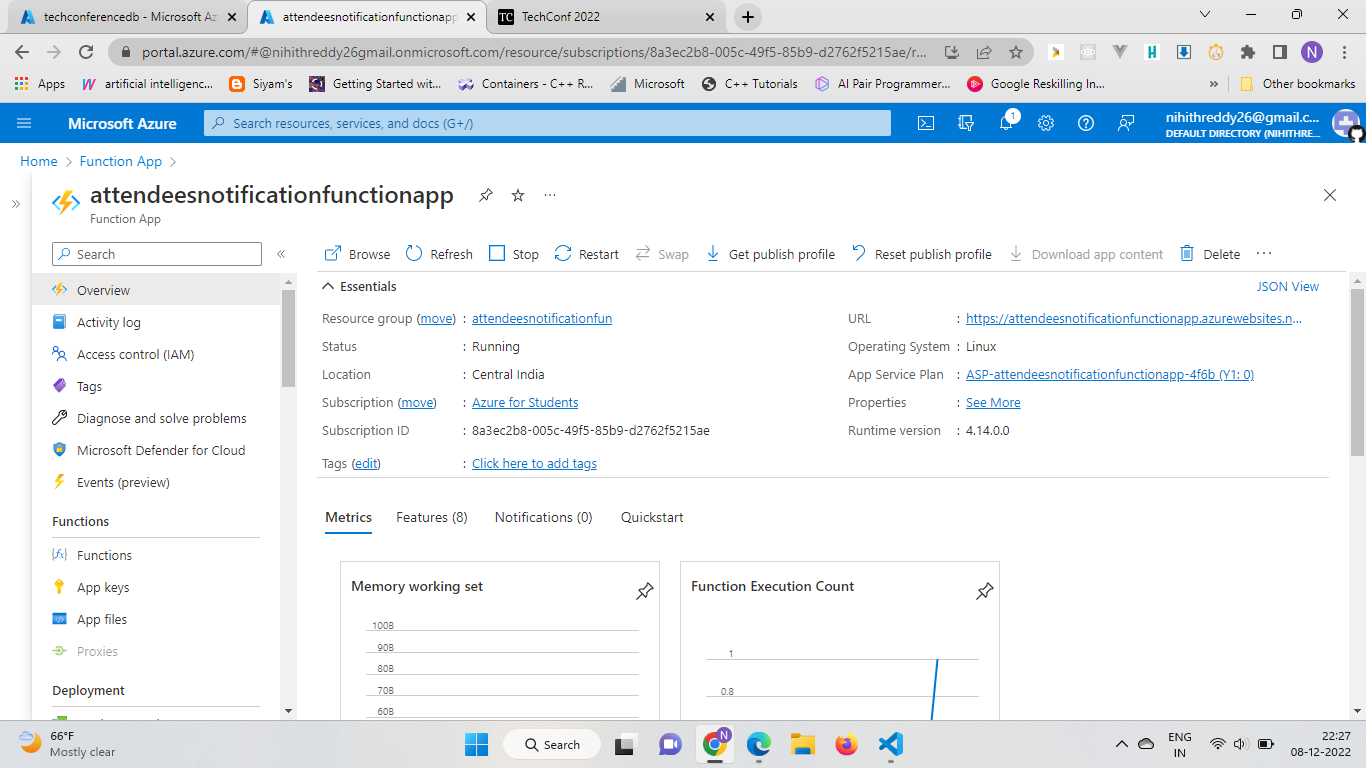 techconferencedb - Microsoft Az
attendeesnotificationfunctionapp
TC TechConf 2022
portal.azure.com/#@nihithreddy26gmail.onmicrosoft.com/resource/subscriptions/8a3ec2b8-005c-49f5-85b9-d2762f5215ae/r...
N
Apps
artificial intelligenc...
Siyam's
Getting Started wit...
Containers - C++ R...
Microsoft
C++ Tutorials
AI Pair Programmer...
Google Reskilling In...
»
Other bookmarks
Microsoft Azure
Search resources, services, and docs (G+/)
1
nihithreddy26@gmail.c...
DEFAULT DIRECTORY (NIHITHRE...
Home > Function App >
attendeesnotificationfunctionapp
...
Function App
Search
«
Browse
Refresh
Stop
Restart
Swap
Get publish profile
Reset publish profile
Download app content
Delete
...
Overview
Activity log
Access control (IAM)
Tags
Diagnose and solve problems
Microsoft Defender for Cloud
Events (preview)
Functions
Functions
App keys
App files
Proxies
Deployment
Essentials
JSON View
Resource group (move) : attendeesnotificationfun
Status : Running
Location : Central India
Subscription (move) : Azure for Students
Subscription ID : 8a3ec2b8-005c-49f5-85b9-d2762f5215ae
Tags (edit) : Click here to add tags
URL : https://attendeesnotificationfunctionapp.azurewebsites.n...
Operating System : Linux
App Service Plan : ASP-attendeesnotificationfunctionapp-4f6b (Y1: 0)
Properties : See More
Runtime version : 4.14.0.0
Metrics
Features (8)
Notifications (0)
Quickstart
Memory working set
100B
90B
80B
70B
60B
Function Execution Count
1
0.8
66°F
Mostly clear
Search
N
ENG
IN
22:27
08-12-2022